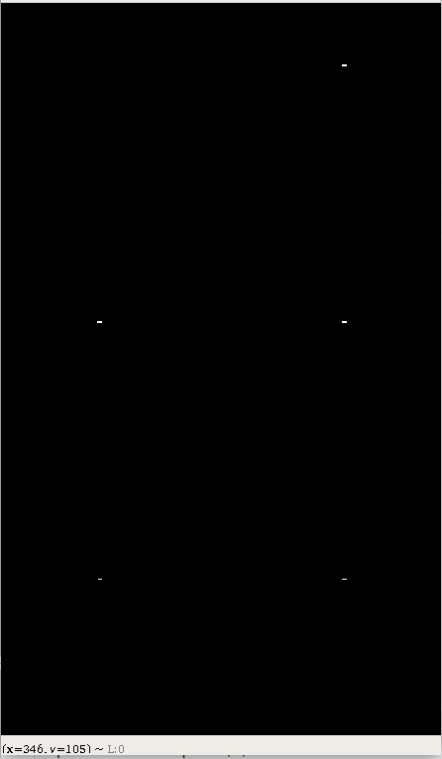 (x=346, y=105) ~ L:0